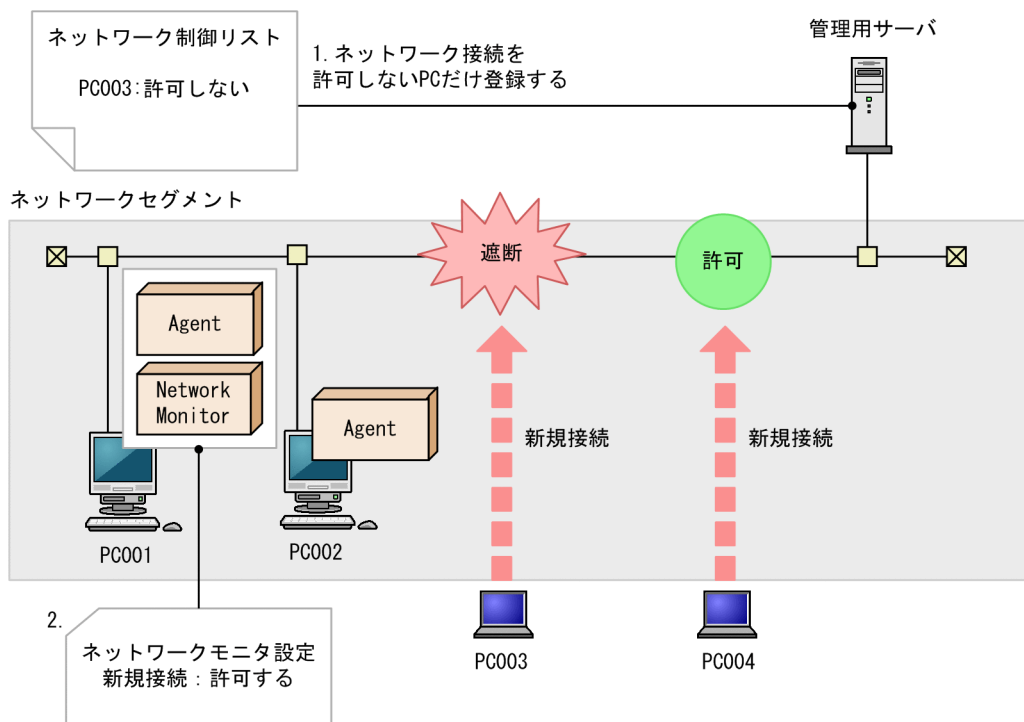 ネットワーク制御リスト
PC003:許可しない
1.ネットワーク接続を
許可しないPCだけ登録する
管理用サーバ
ネットワークセグメント
遮断
許可
Agent
Network
Monitor
Agent
新規接続
新規接続
PC001
PC002
2.
ネットワークモニタ設定
新規接続：許可する
PC003
PC004